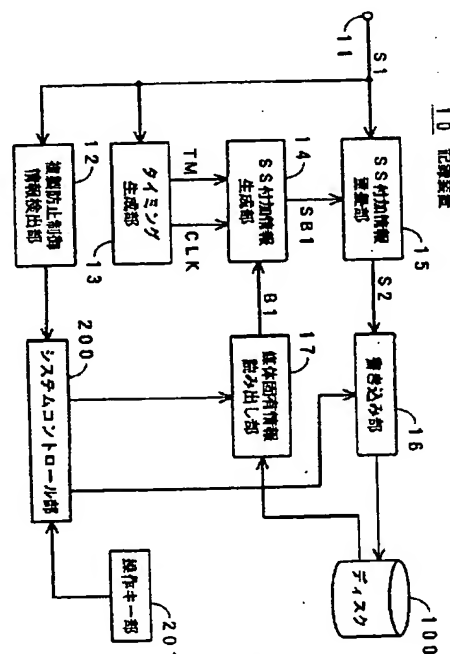 10 記録装置
11
S1
SS付加情報
重畳部
15
S2
書き込み部
16
ディスク
100
SS付加情報
生成部
14
SB1
B1
媒体固有情報
読み出し部
17
タイミング
生成部
13
TM
CLK
複製防止制御
情報検出部
12
システムコントロール部
200
操作キー部